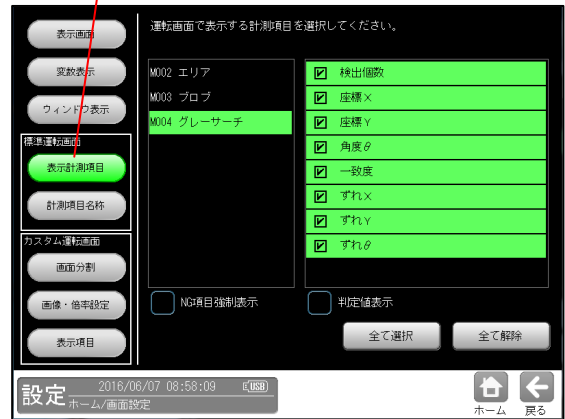 運転画面で表示する計測項目を選択してください。
表示画面
変数表示
ウィンドウ表示
標準運転画面
表示計測項目
計測項目名称
カスタム運転画面
画面分割
画像・倍率設定
表示項目
M002 エリア
M003 ブロブ
M004 グレーサーチ
検出個数
座標X
座標Y
角度θ
一致度
ずれX
ずれY
ずれθ
NG項目強制表示
判定値表示
全て選択
全て解除
設定
2016/06/07 08:58:09
USB
ホーム/画面設定
ホーム
戻る